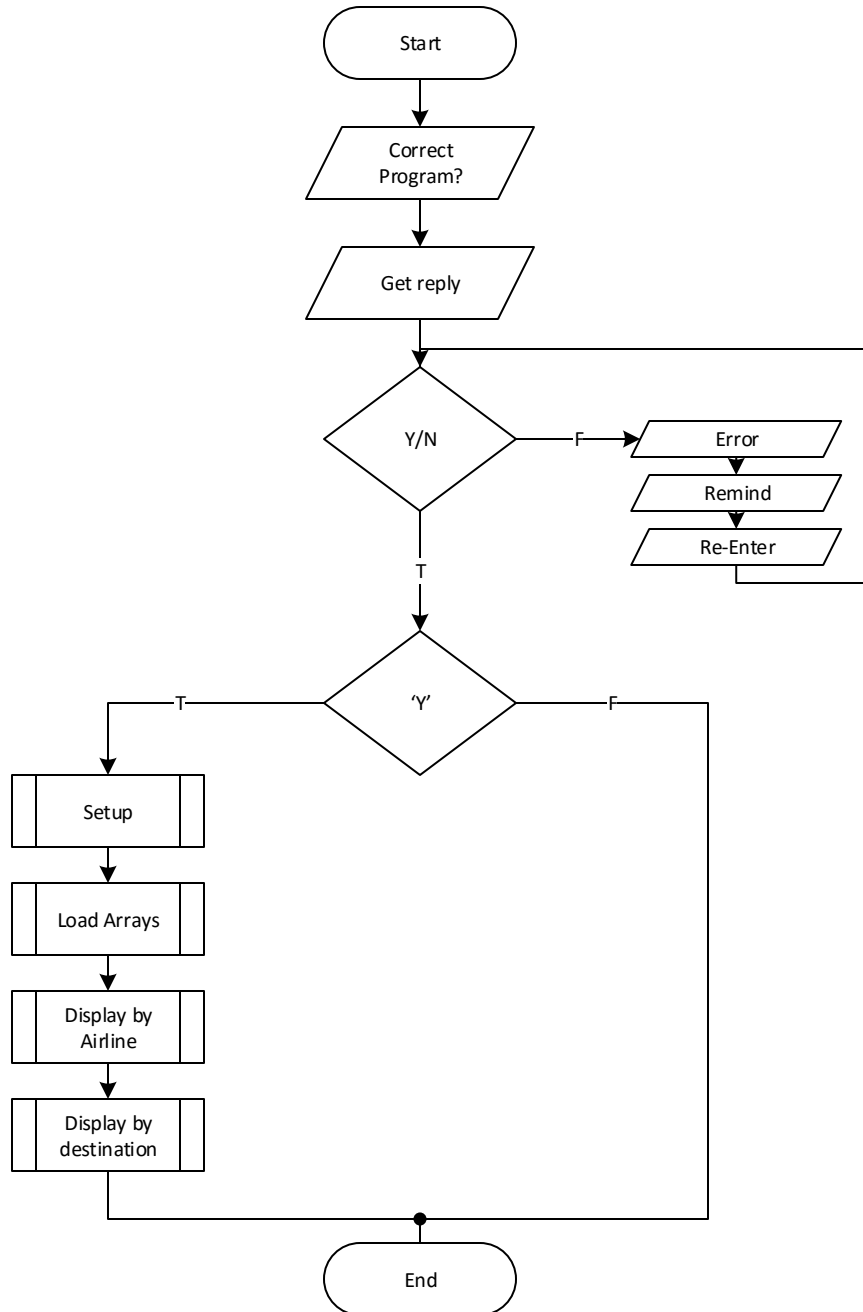 Start
Correct
Program?
Get reply
Y/N
F
Error
Remind
Re-Enter
T
‘Y’
T
F
Setup
Load Arrays
Display by
Airline
Display by
destination
End